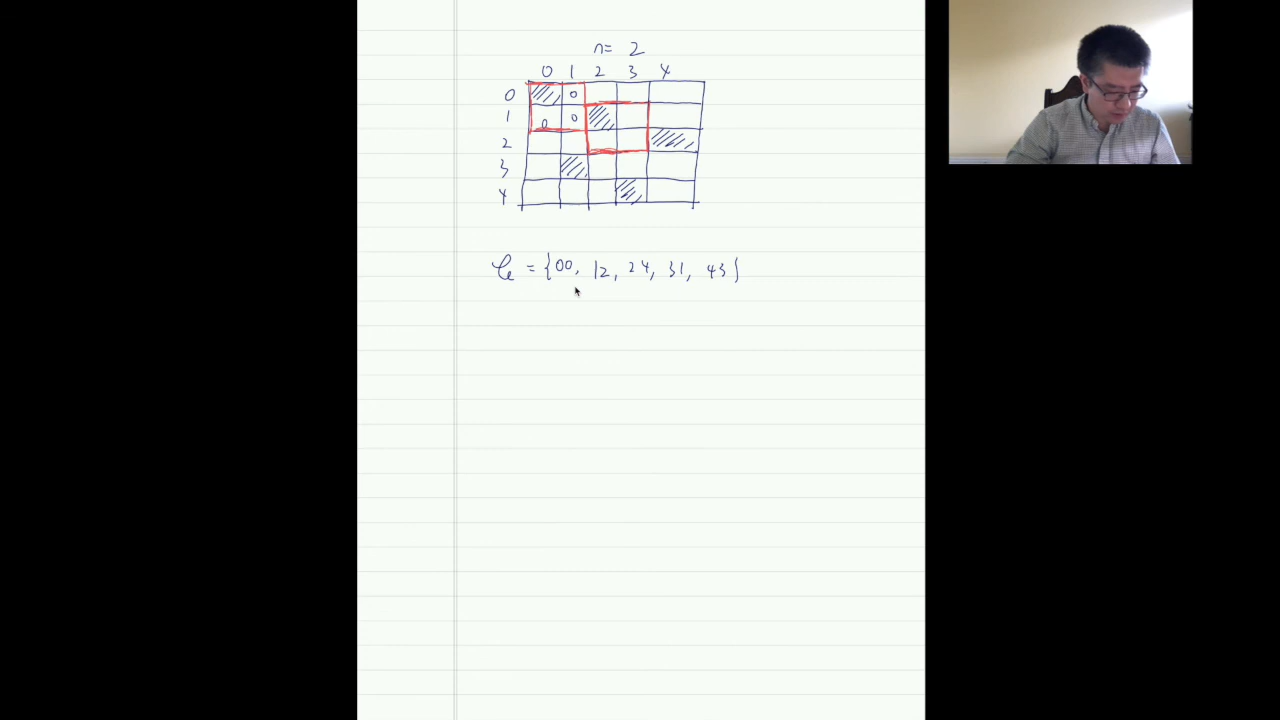 n= 2
0 1 2 3 4
0 0
1 0 0
2
3
4
C = {00, 12, 24, 31, 43}